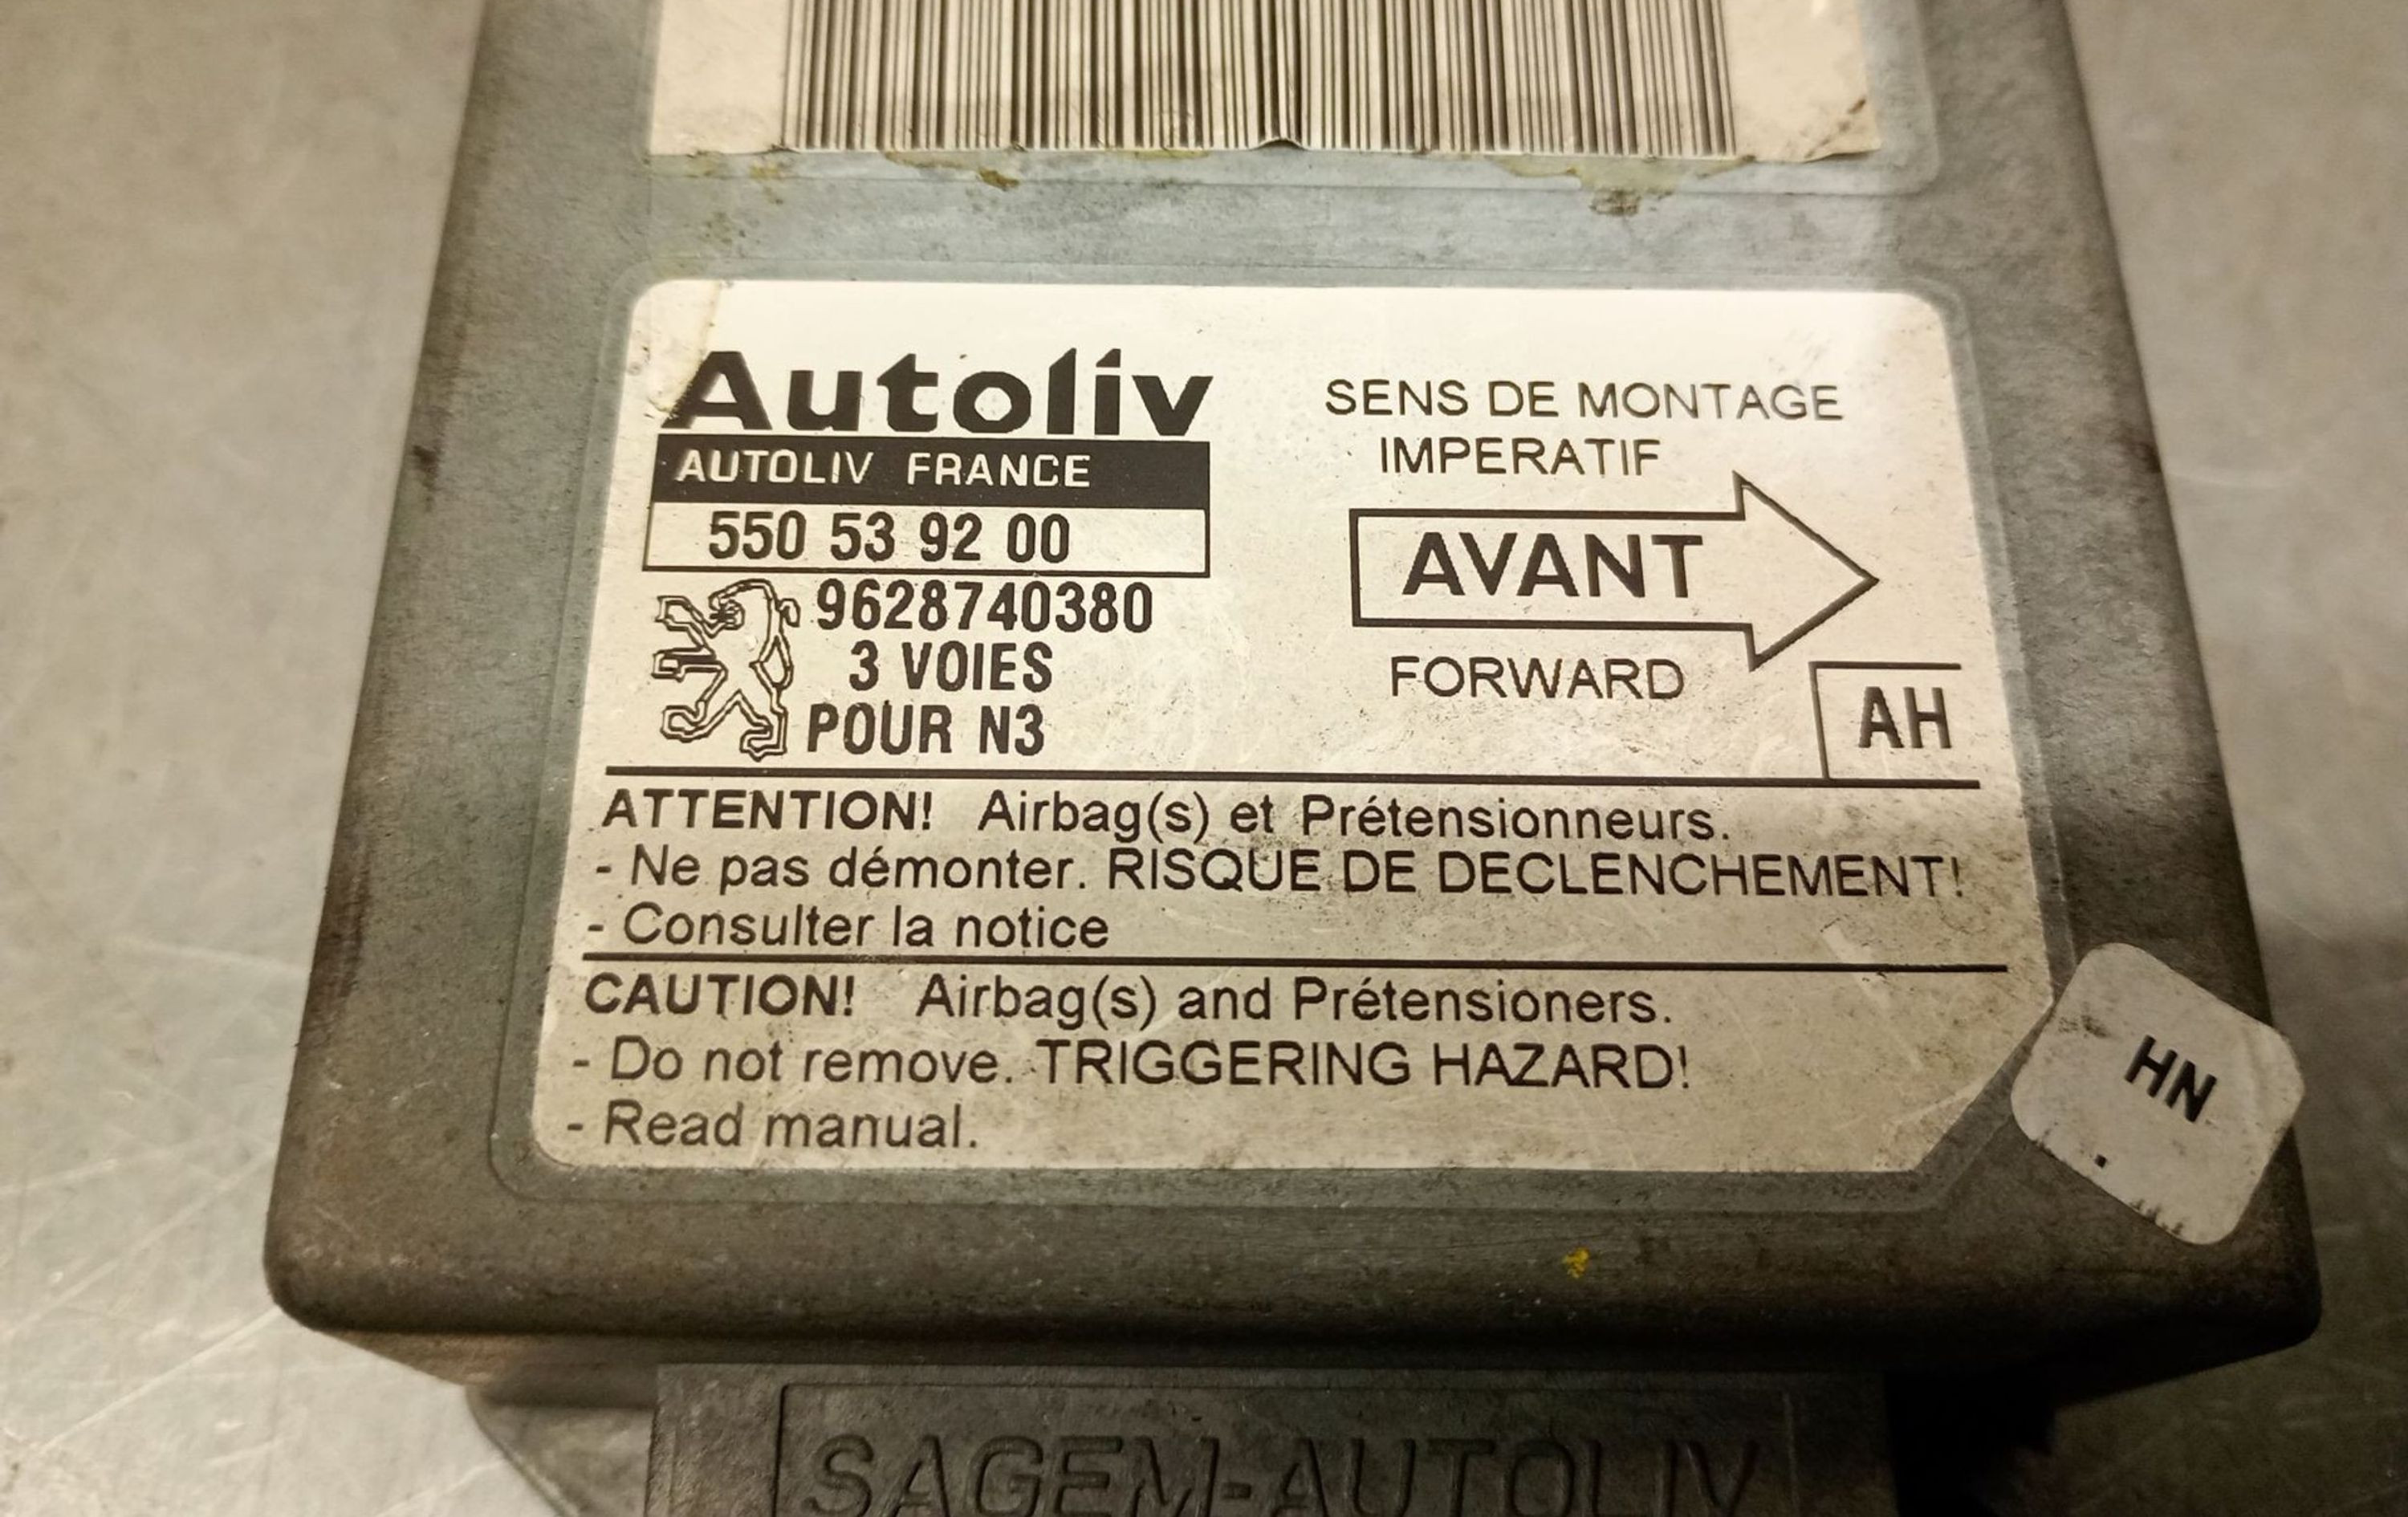 Autoliv
AUTOLIV FRANCE
550 53 92 00
9628740380
3 VOIES
POUR N3
SENS DE MONTAGE
IMPERATIF
AVANT
FORWARD
AH
ATTENTION! Airbag(s) et Prétensionneurs.
- Ne pas démonter. RISQUE DE DECLENCHEMENT!
- Consulter la notice
CAUTION! Airbag(s) and Prétensioners.
- Do not remove. TRIGGERING HAZARD!
- Read manual.
HN
SAGEM-AUTOLIV